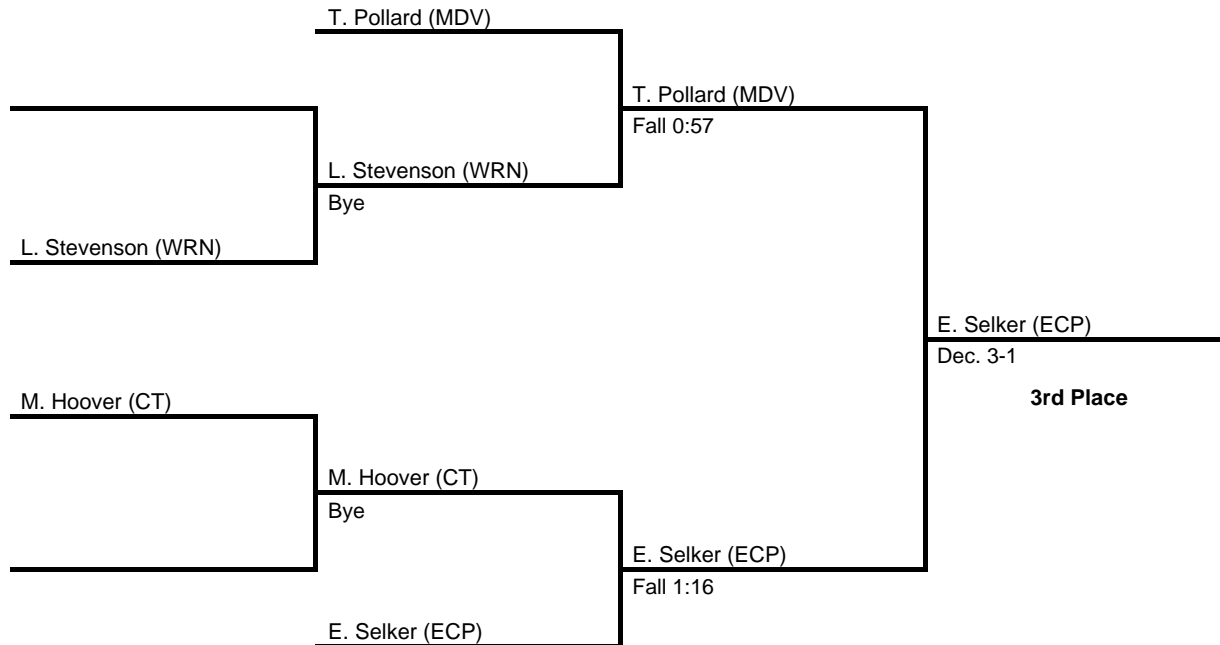 T. Pollard (MDV)
T. Pollard (MDV)
Fall 0:57
L. Stevenson (WRN)
Bye
L. Stevenson (WRN)
E. Selker (ECP)
Dec. 3-1
3rd Place
M. Hoover (CT)
M. Hoover (CT)
Bye
E. Selker (ECP)
Fall 1:16
E. Selker (ECP)